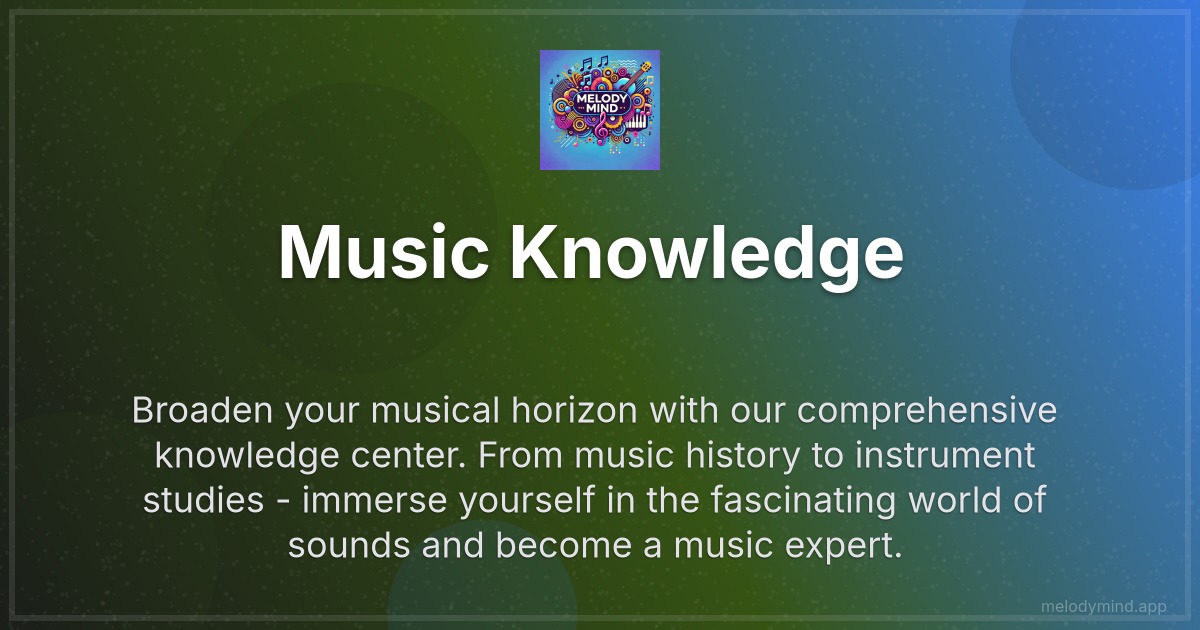 MELODY
MIND
Music Knowledge
Broaden your musical horizon with our comprehensive
knowledge center. From music history to instrument
studies - immerse yourself in the fascinating world of
sounds and become a music expert.
melodymind.app